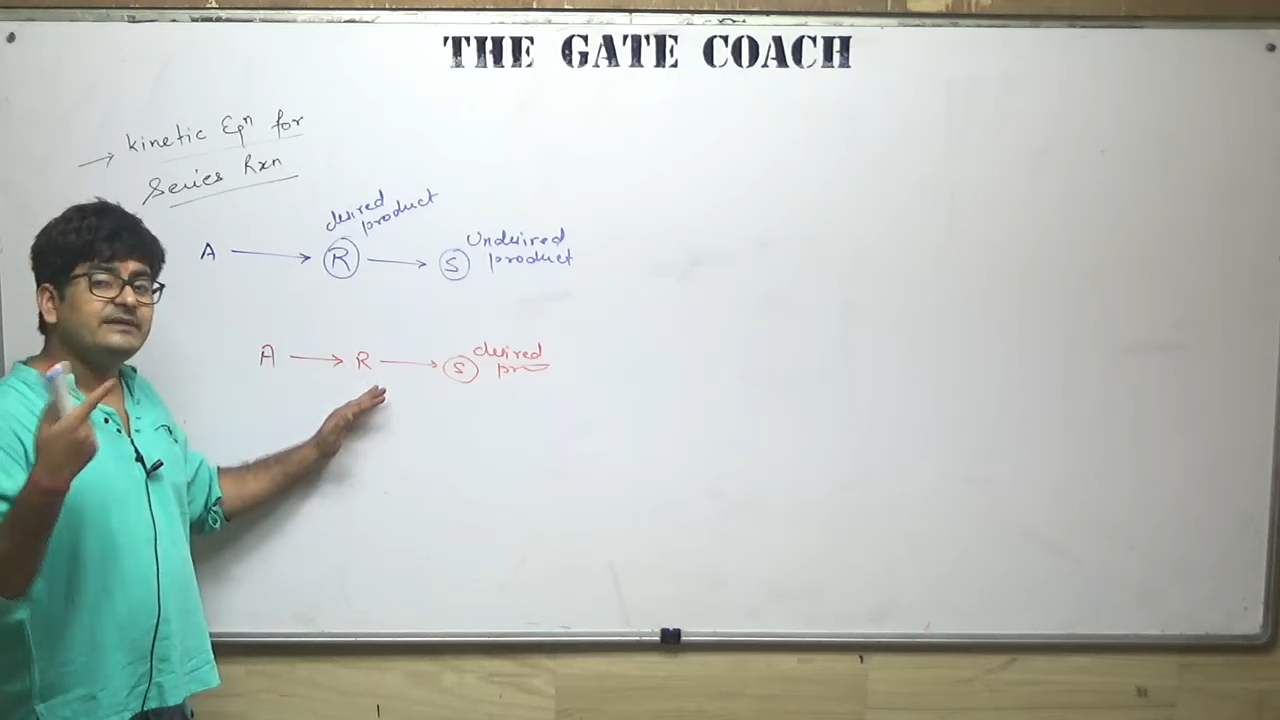 THE GATE COACH
→ kinetic Eqⁿ for
Series Rxn
desired
product
A → R → S
Undesired
product
A → R → S
desired